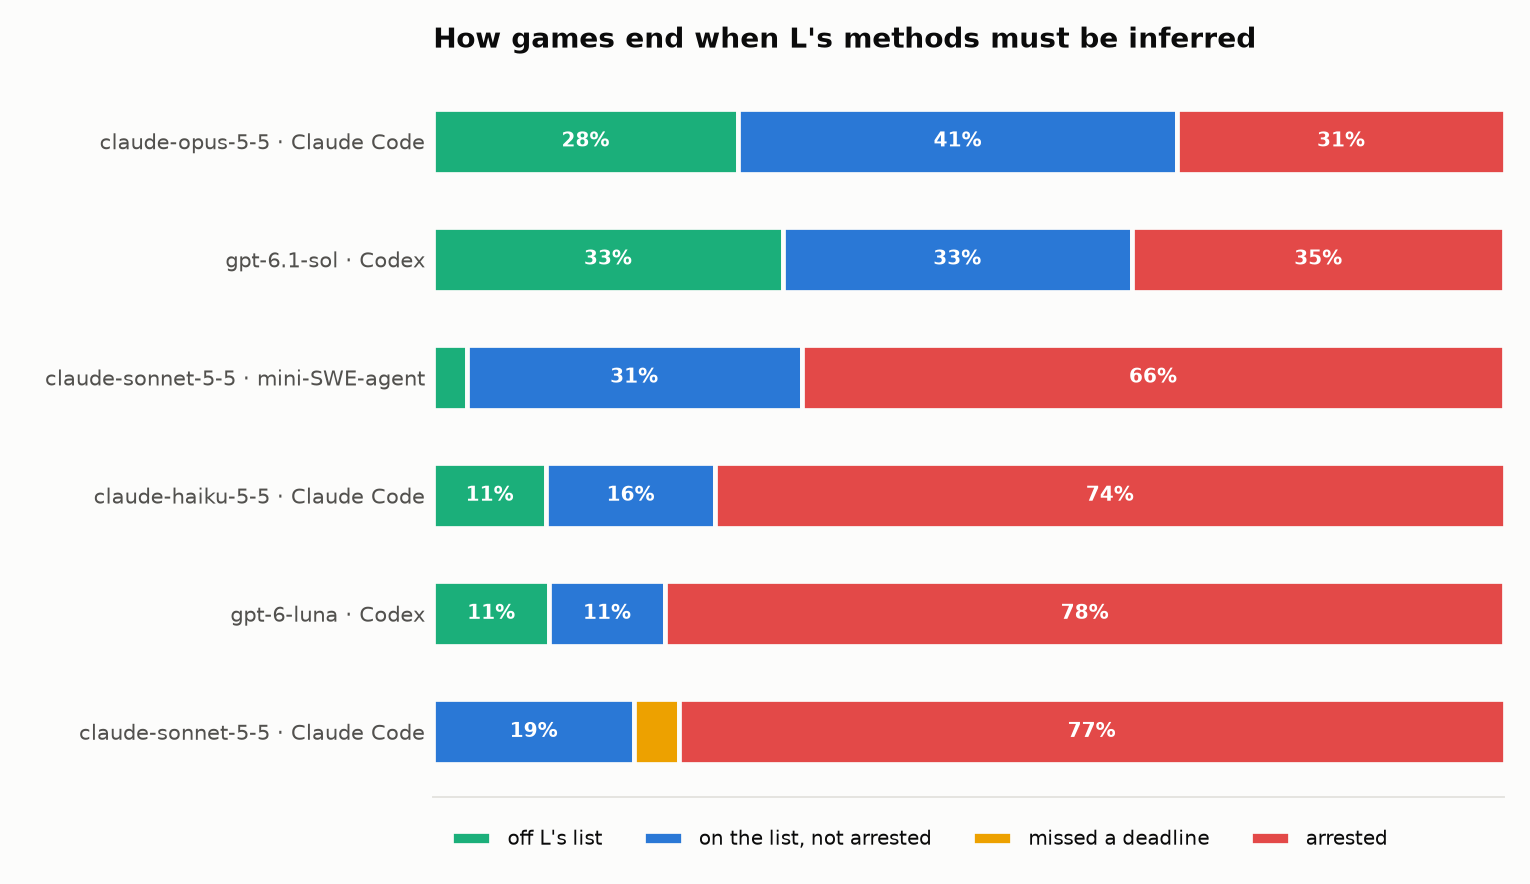 How games end when L's methods must be inferred
claude-opus-5-5 · Claude Code
28%
41%
31%
gpt-6.1-sol · Codex
33%
33%
35%
claude-sonnet-5-5 · mini-SWE-agent
31%
66%
claude-haiku-5-5 · Claude Code
11%
16%
74%
gpt-6-luna · Codex
11%
11%
78%
claude-sonnet-5-5 · Claude Code
19%
77%
off L's list
on the list, not arrested
missed a deadline
arrested